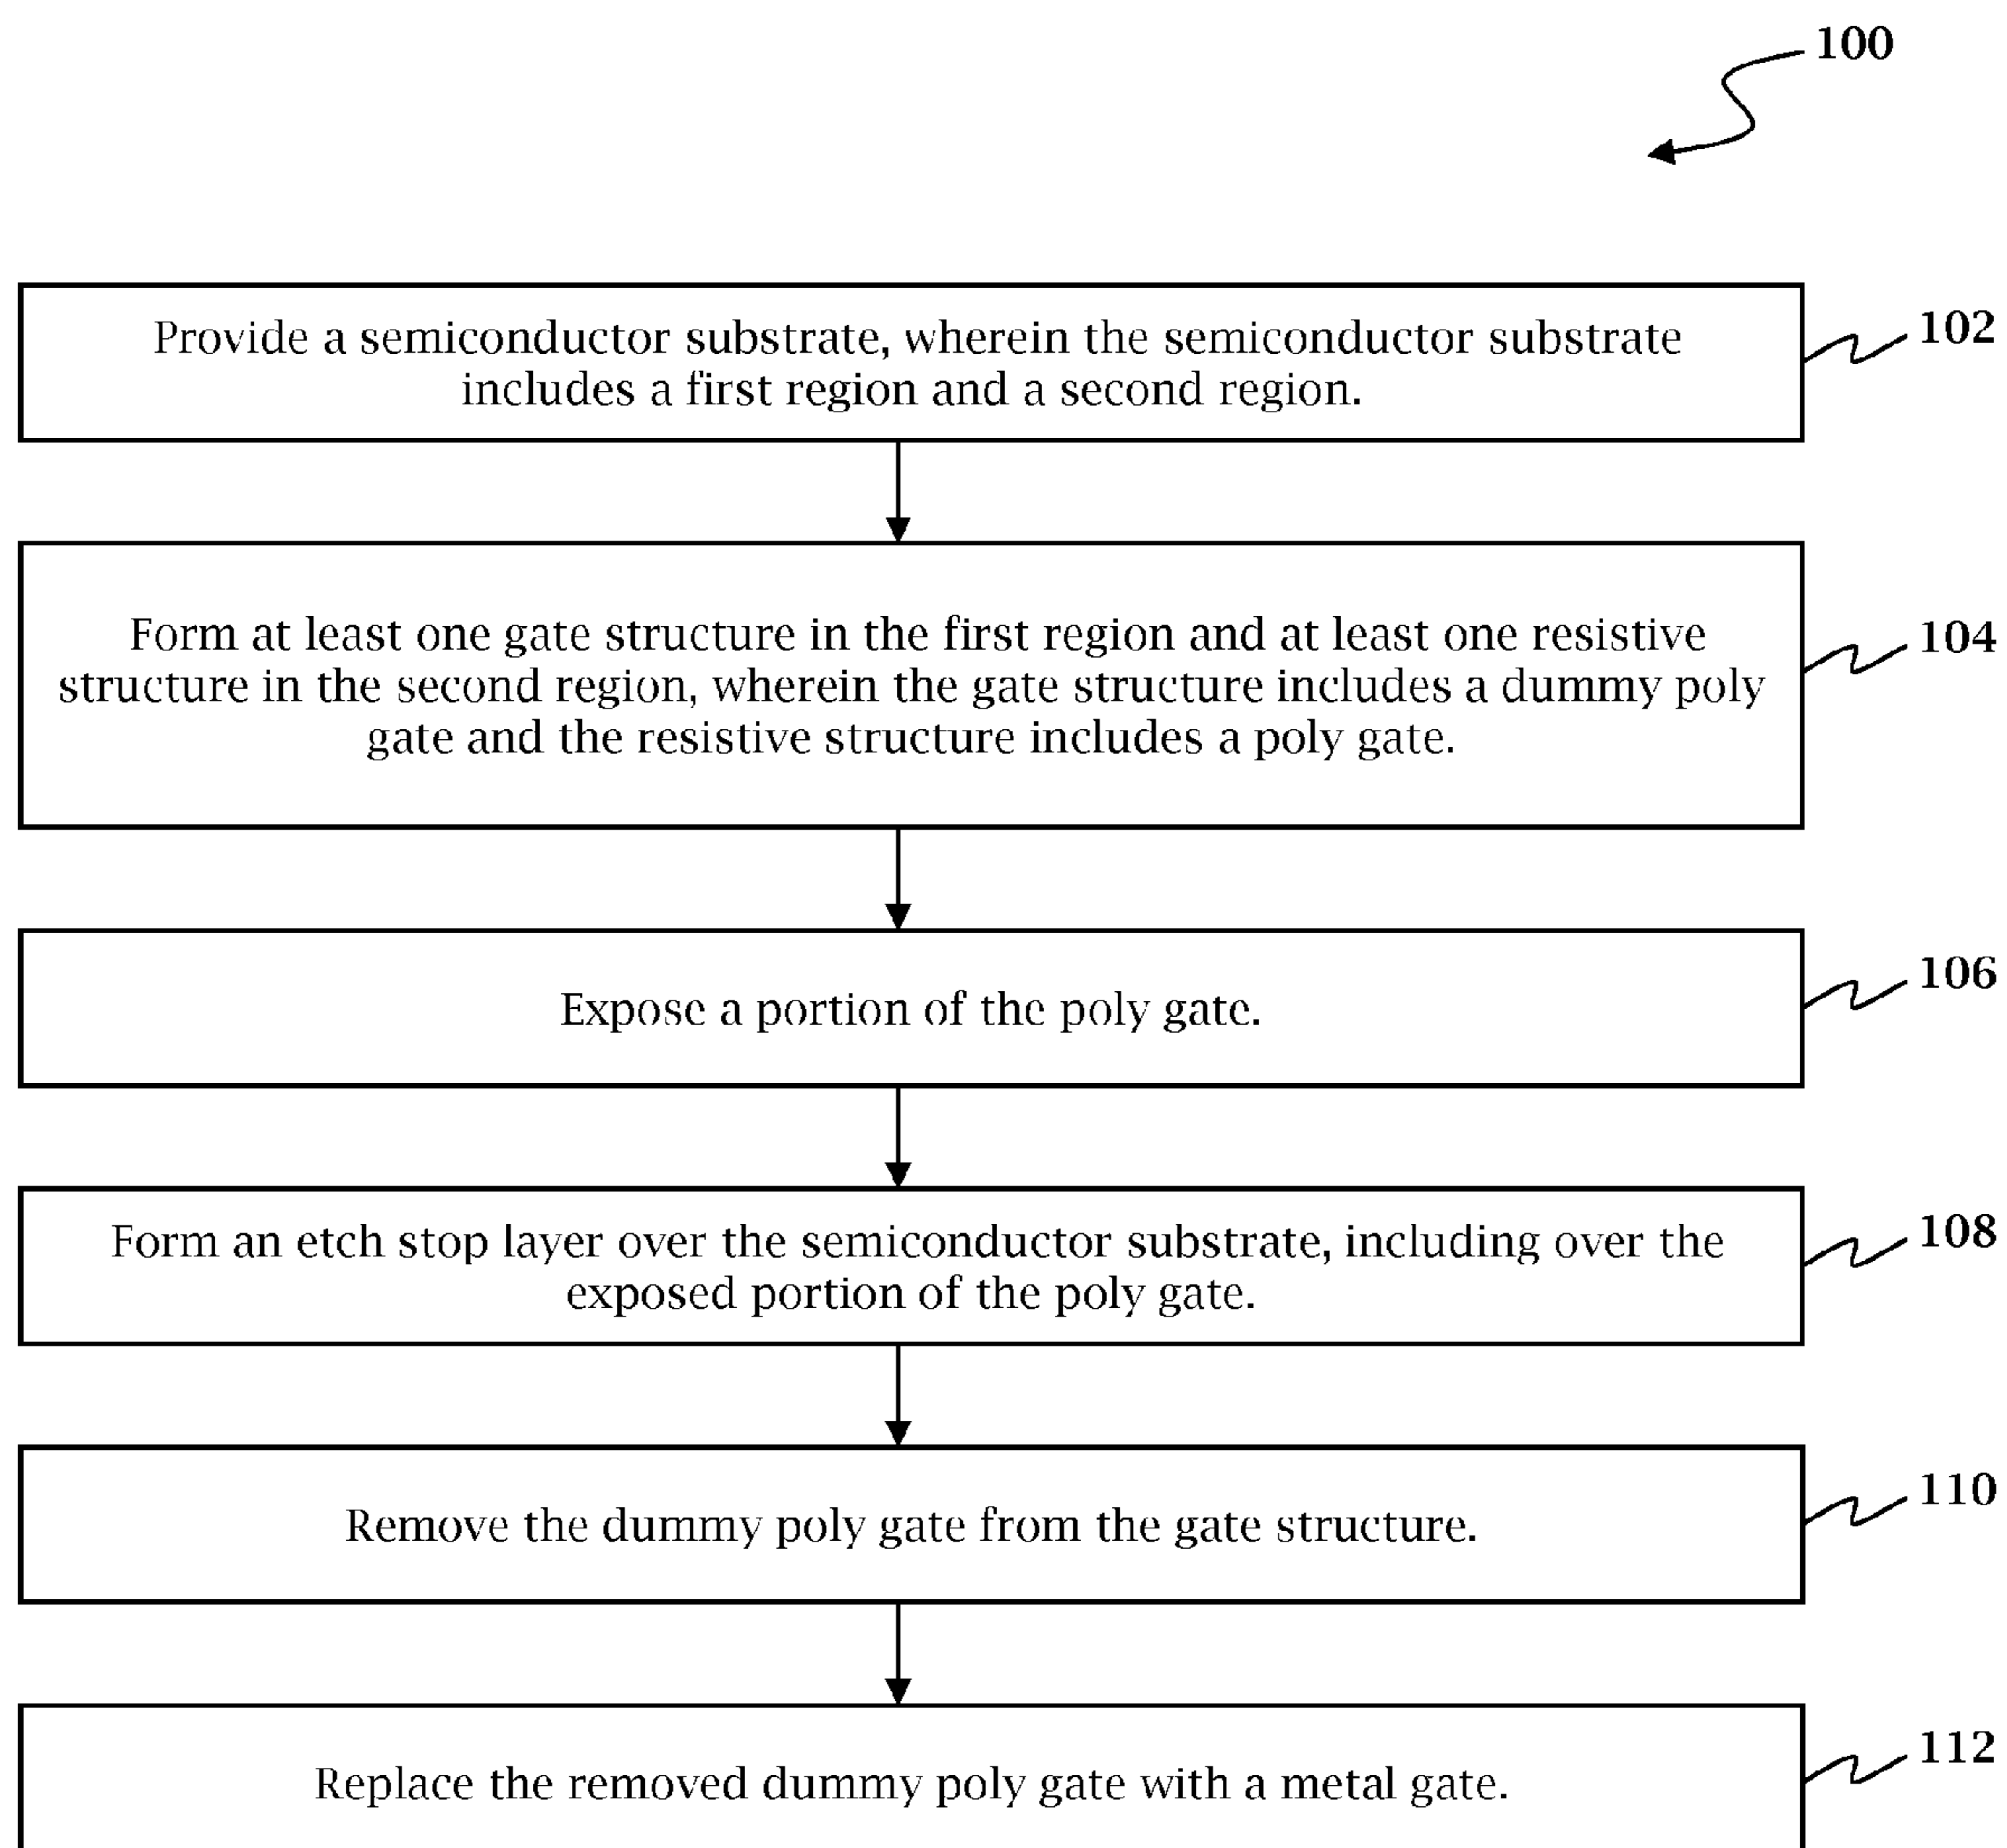 100
Provide a semiconductor substrate, wherein the semiconductor substrate
includes a first region and a second region.
102
Form at least one gate structure in the first region and at least one resistive
structure in the second region, wherein the gate structure includes a dummy poly
gate and the resistive structure includes a poly gate.
104
Expose a portion of the poly gate.
106
Form an etch stop layer over the semiconductor substrate, including over the
exposed portion of the poly gate.
108
Remove the dummy poly gate from the gate structure.
110
Replace the removed dummy poly gate with a metal gate.
112